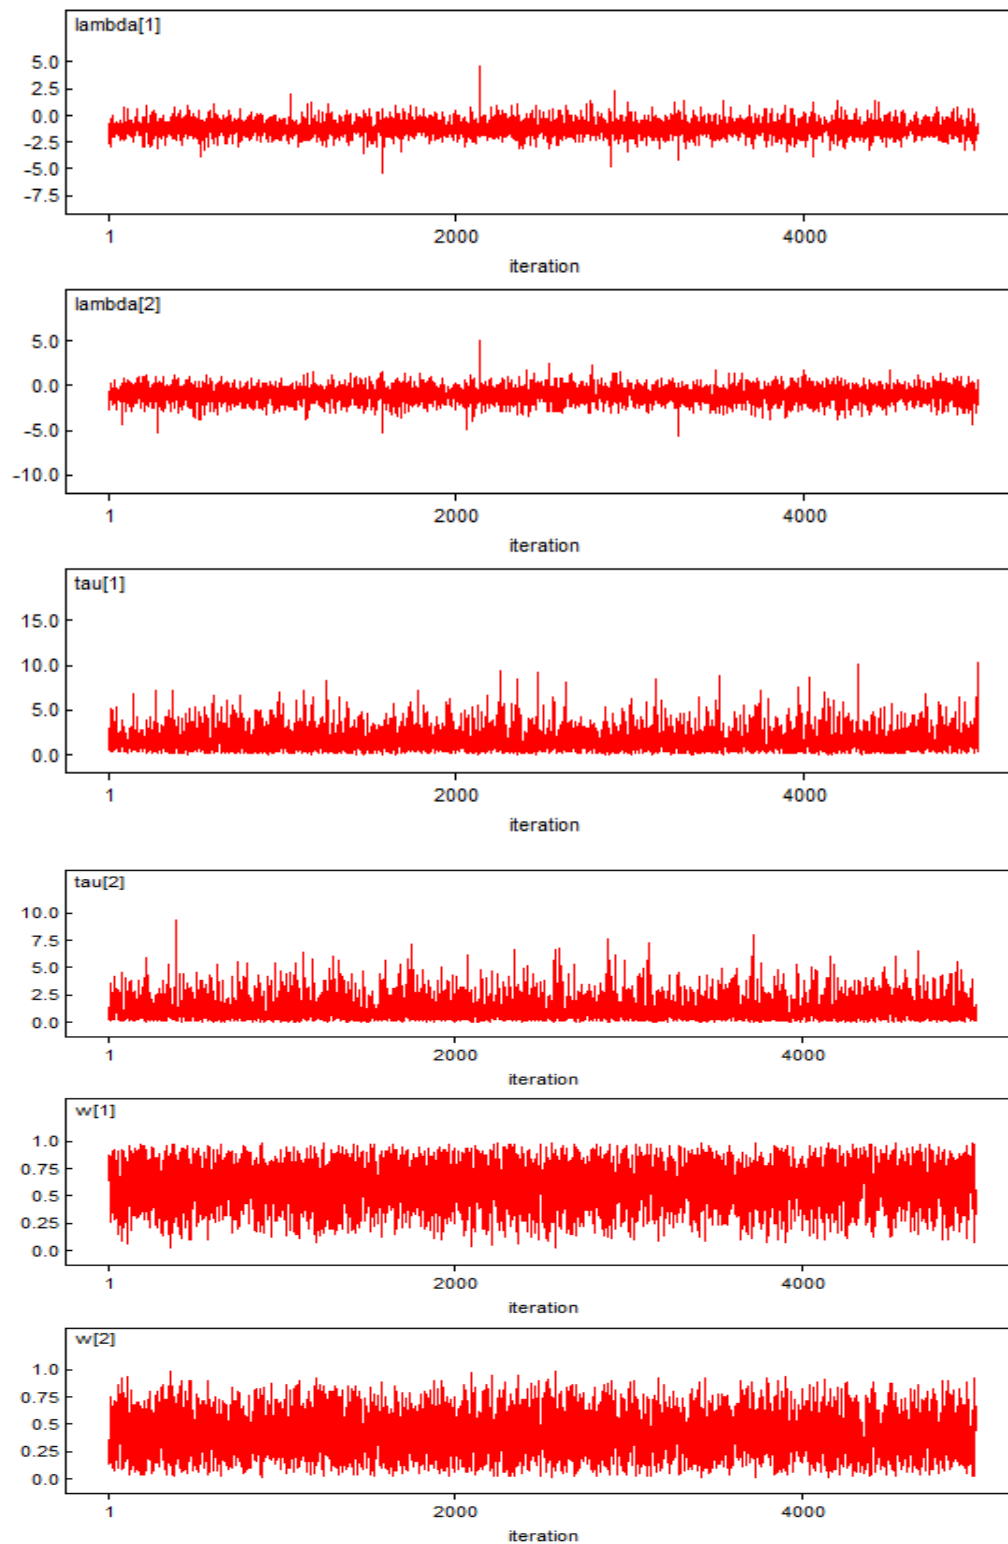 lambda[1]
5.0
2.5
0.0
-2.5
-5.0
-7.5
1 2000 4000
iteration
lambda[2]
5.0
0.0
-5.0
-10.0
1 2000 4000
iteration
tau[1]
15.0
10.0
5.0
0.0
1 2000 4000
iteration
tau[2]
10.0
7.5
5.0
2.5
0.0
1 2000 4000
iteration
w[1]
1.0
0.75
0.5
0.25
0.0
1 2000 4000
iteration
w[2]
1.0
0.75
0.5
0.25
0.0
1 2000 4000
iteration